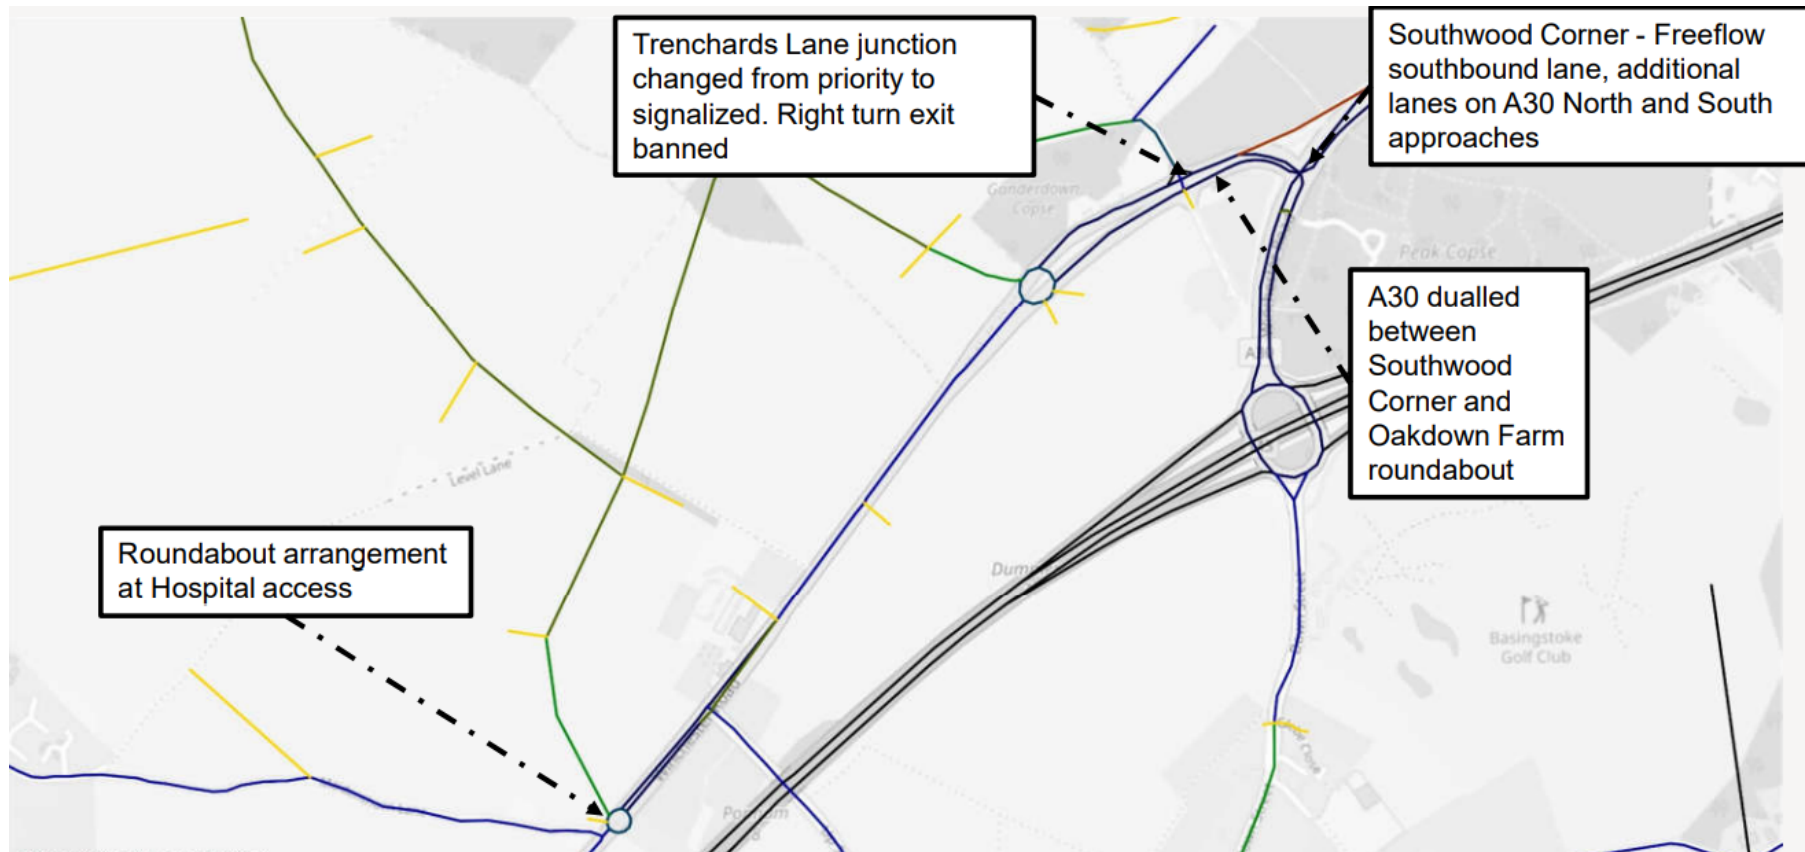 Trenchards Lane junction
changed from priority to
signalized. Right turn exit
banned
Southwood Corner - Freeflow
southbound lane, additional
lanes on A30 North and South
approaches
Ganderdown
Copse
Peak Copse
A30 dualled
between
Southwood
Corner and
Oakdown Farm
roundabout
Level Lane
Roundabout arrangement
at Hospital access
Basingstoke
Golf Club